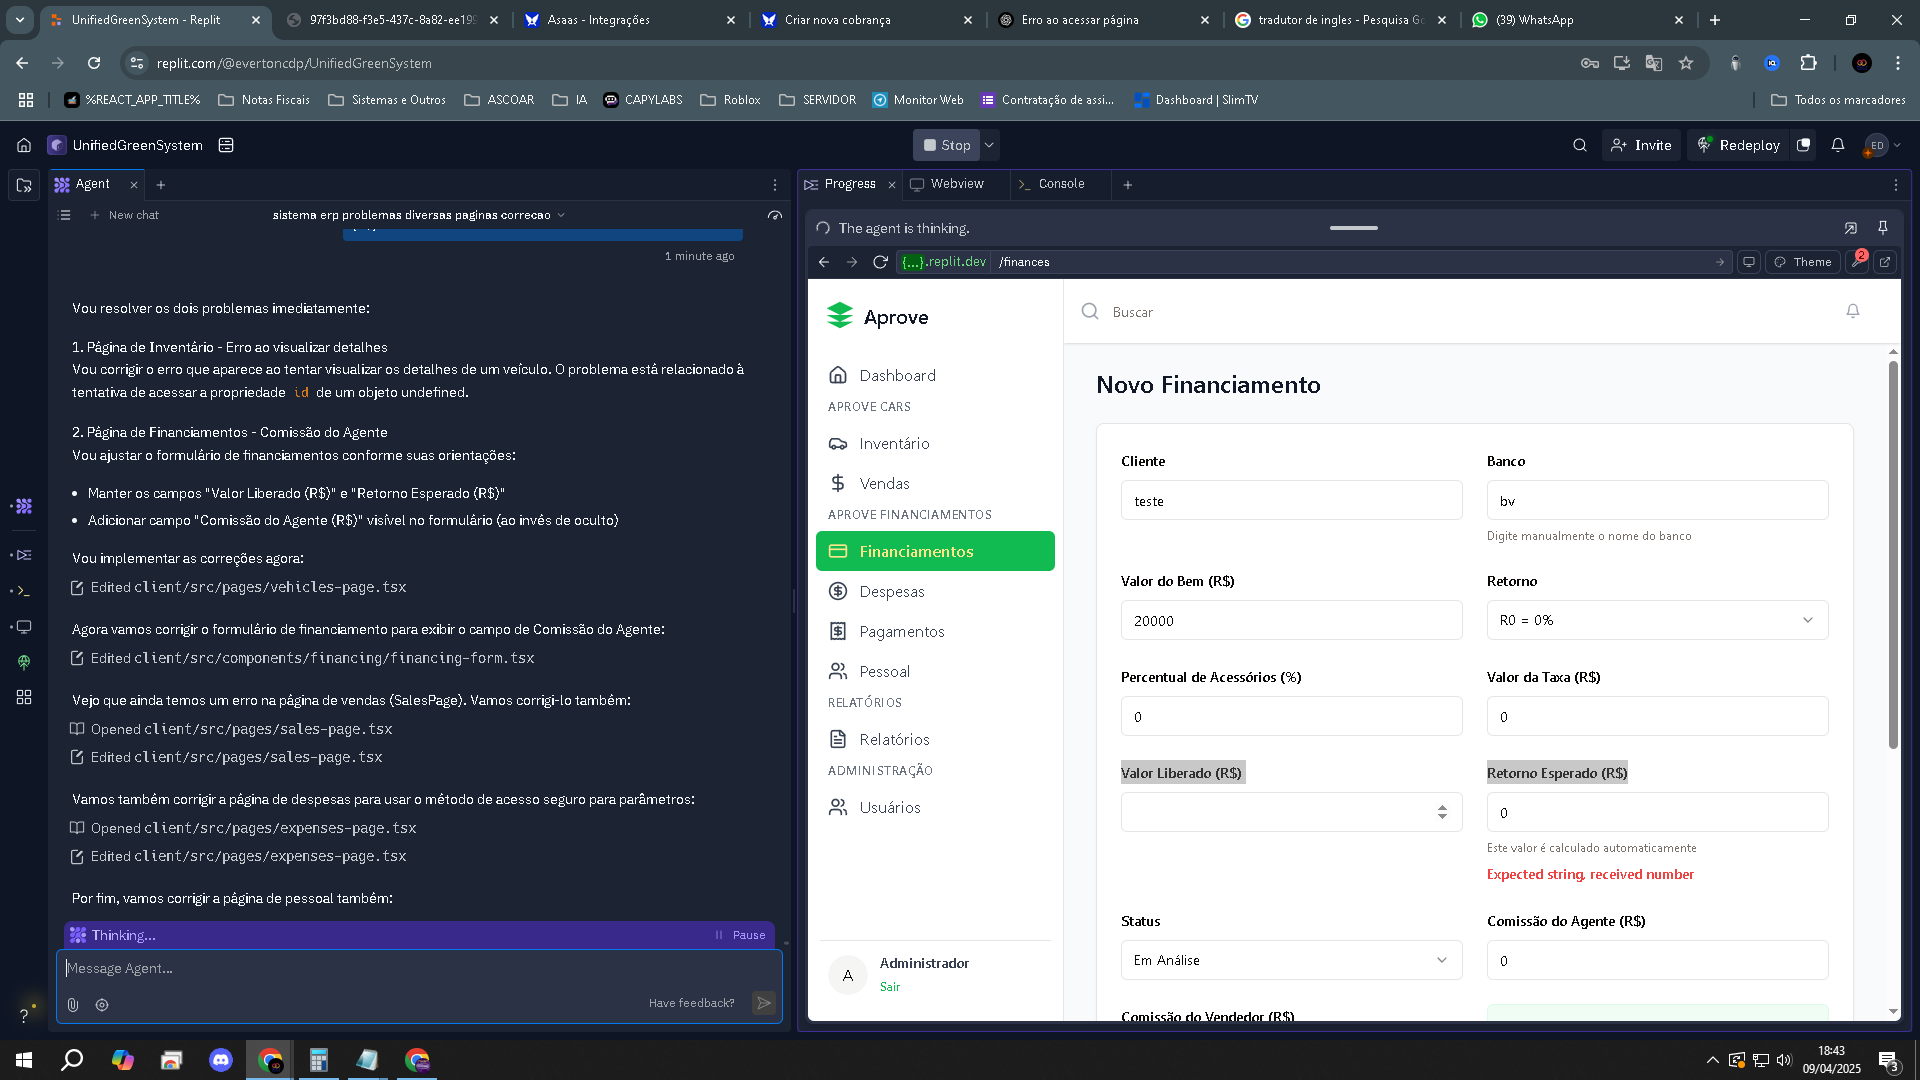 UnifiedGreenSystem - Replit
97f3bd88-f3e5-437c-8a82-ee199
Asaas - Integrações
Criar nova cobrança
Erro ao acessar página
tradutor de ingles - Pesquisa Go
(39) WhatsApp
replit.com/@evertoncdp/UnifiedGreenSystem
%REACT_APP_TITLE%
Notas Fiscais
Sistemas e Outros
ASCOAR
IA
CAPYLABS
Roblox
SERVIDOR
Monitor Web
Contratação de assi...
Dashboard | SlimTV
Todos os marcadores
UnifiedGreenSystem
Stop
Invite
Redeploy
ED
Agent
New chat
sistema erp problemas diversas paginas correcao
1 minute ago
Vou resolver os dois problemas imediatamente:
1. Página de Inventário - Erro ao visualizar detalhes
Vou corrigir o erro que aparece ao tentar visualizar os detalhes de um veículo. O problema está relacionado à
tentativa de acessar a propriedade id de um objeto undefined.
2. Página de Financiamentos - Comissão do Agente
Vou ajustar o formulário de financiamentos conforme suas orientações:
• Manter os campos "Valor Liberado (R$)" e "Retorno Esperado (R$)"
• Adicionar campo "Comissão do Agente (R$)" visível no formulário (ao invés de oculto)
Vou implementar as correções agora:
Edited client/src/pages/vehicles-page.tsx
Agora vamos corrigir o formulário de financiamento para exibir o campo de Comissão do Agente:
Edited client/src/components/financing/financing-form.tsx
Vejo que ainda temos um erro na página de vendas (SalesPage). Vamos corrigi-lo também:
Opened client/src/pages/sales-page.tsx
Edited client/src/pages/sales-page.tsx
Vamos também corrigir a página de despesas para usar o método de acesso seguro para parâmetros:
Opened client/src/pages/expenses-page.tsx
Edited client/src/pages/expenses-page.tsx
Por fim, vamos corrigir a página de pessoal também:
Thinking...
Pause
Message Agent...
Have feedback?
Progress
Webview
Console
The agent is thinking.
{...}.replit.dev
/finances
Theme
2
Aprove
Buscar
Dashboard
APROVE CARS
Inventário
Vendas
APROVE FINANCIAMENTOS
Financiamentos
Despesas
Pagamentos
Pessoal
RELATÓRIOS
Relatórios
ADMINISTRAÇÃO
Usuários
A
Administrador
Sair
Novo Financiamento
Cliente
Banco
teste
bv
Digite manualmente o nome do banco
Valor do Bem (R$)
Retorno
20000
R0 = 0%
Percentual de Acessórios (%)
Valor da Taxa (R$)
0
0
Valor Liberado (R$)
Retorno Esperado (R$)
0
Este valor é calculado automaticamente
Expected string, received number
Status
Comissão do Agente (R$)
Em Análise
0
Comissão do Vendedor (R$)
18:43
09/04/2025
3